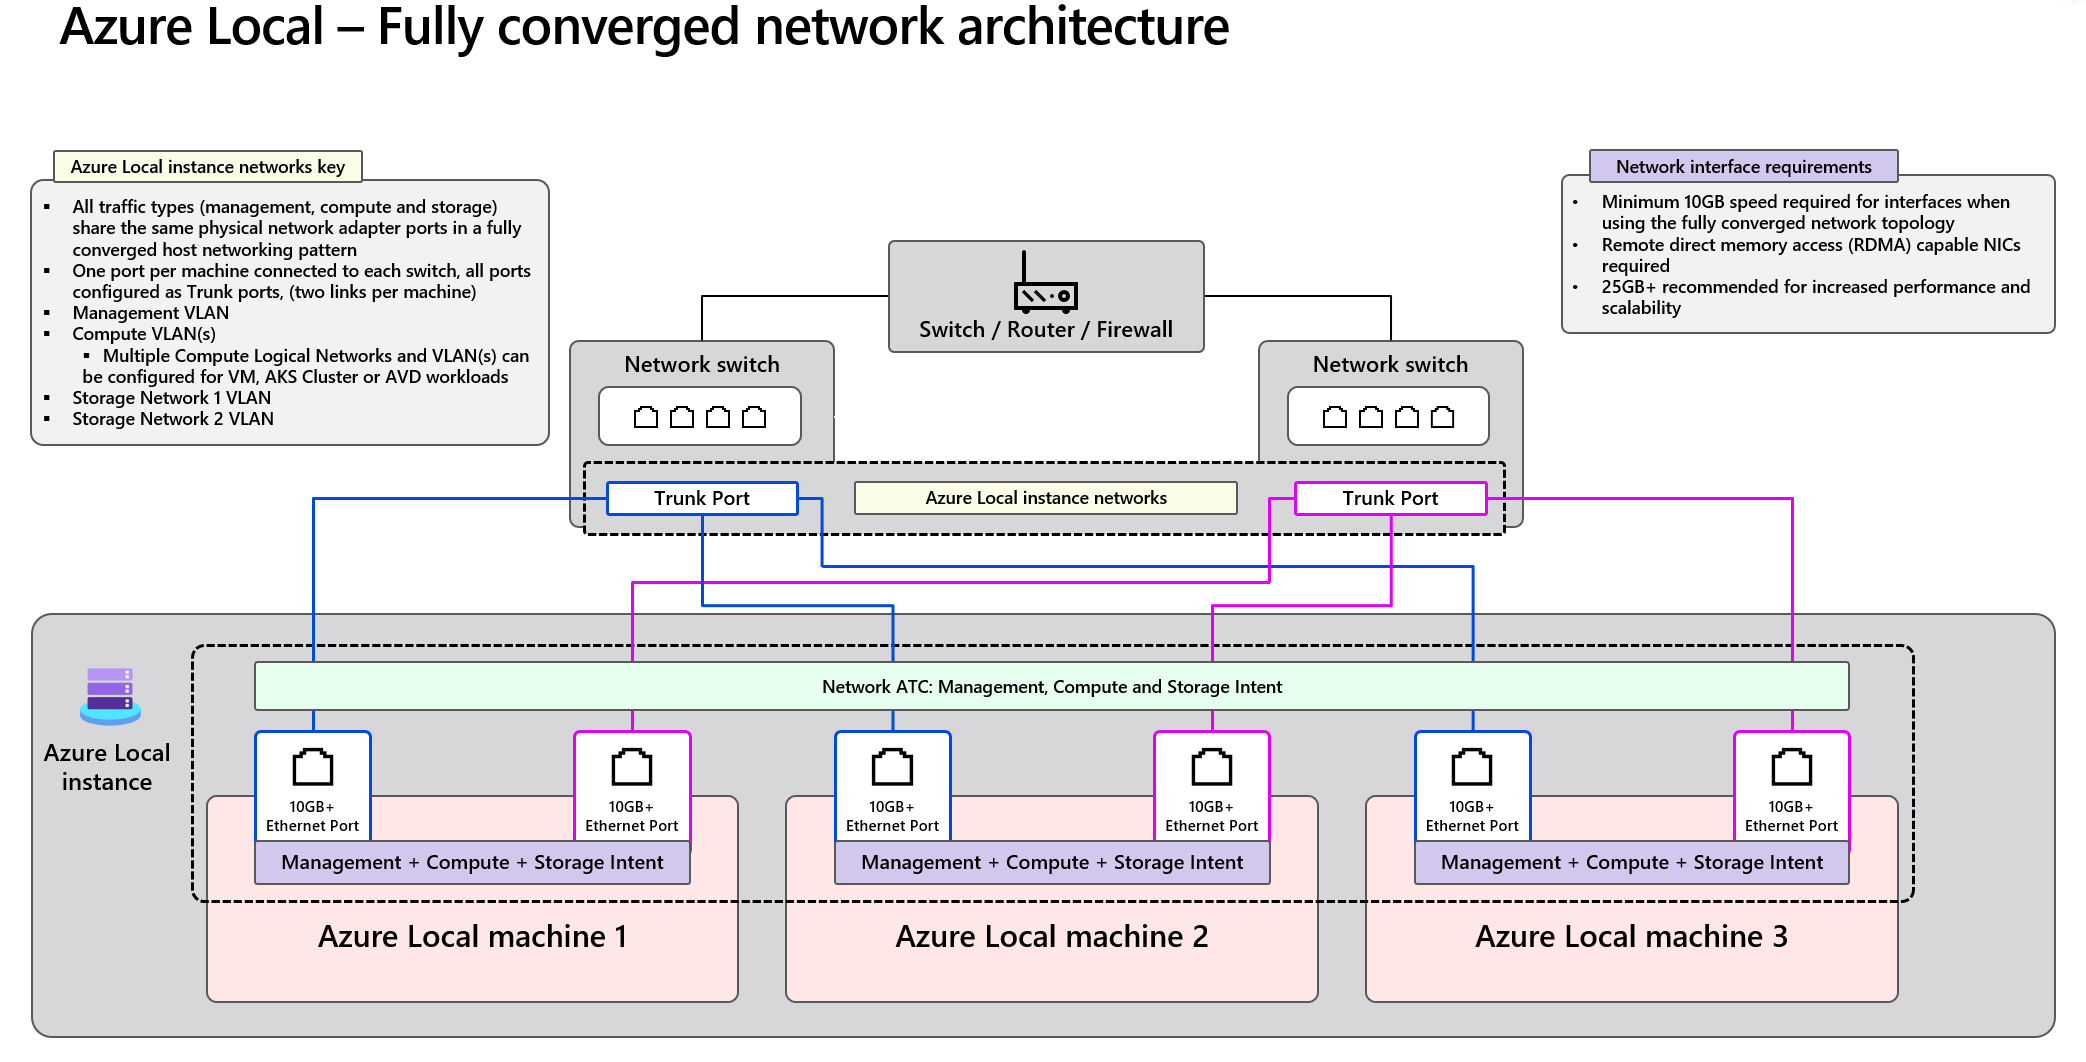 Azure Local – Fully converged network architecture
Azure Local instance networks key
▪ All traffic types (management, compute and storage)
share the same physical network adapter ports in a fully
converged host networking pattern
▪ One port per machine connected to each switch, all ports
configured as Trunk ports, (two links per machine)
▪ Management VLAN
▪ Compute VLAN(s)
▪ Multiple Compute Logical Networks and VLAN(s) can
be configured for VM, AKS Cluster or AVD workloads
▪ Storage Network 1 VLAN
▪ Storage Network 2 VLAN
Network interface requirements
• Minimum 10GB speed required for interfaces when
using the fully converged network topology
• Remote direct memory access (RDMA) capable NICs
required
• 25GB+ recommended for increased performance and
scalability
Switch / Router / Firewall
Network switch
Network switch
Trunk Port
Azure Local instance networks
Trunk Port
Network ATC: Management, Compute and Storage Intent
Azure Local
instance
10GB+
Ethernet Port
10GB+
Ethernet Port
10GB+
Ethernet Port
10GB+
Ethernet Port
10GB+
Ethernet Port
10GB+
Ethernet Port
Management + Compute + Storage Intent
Management + Compute + Storage Intent
Management + Compute + Storage Intent
Azure Local machine 1
Azure Local machine 2
Azure Local machine 3